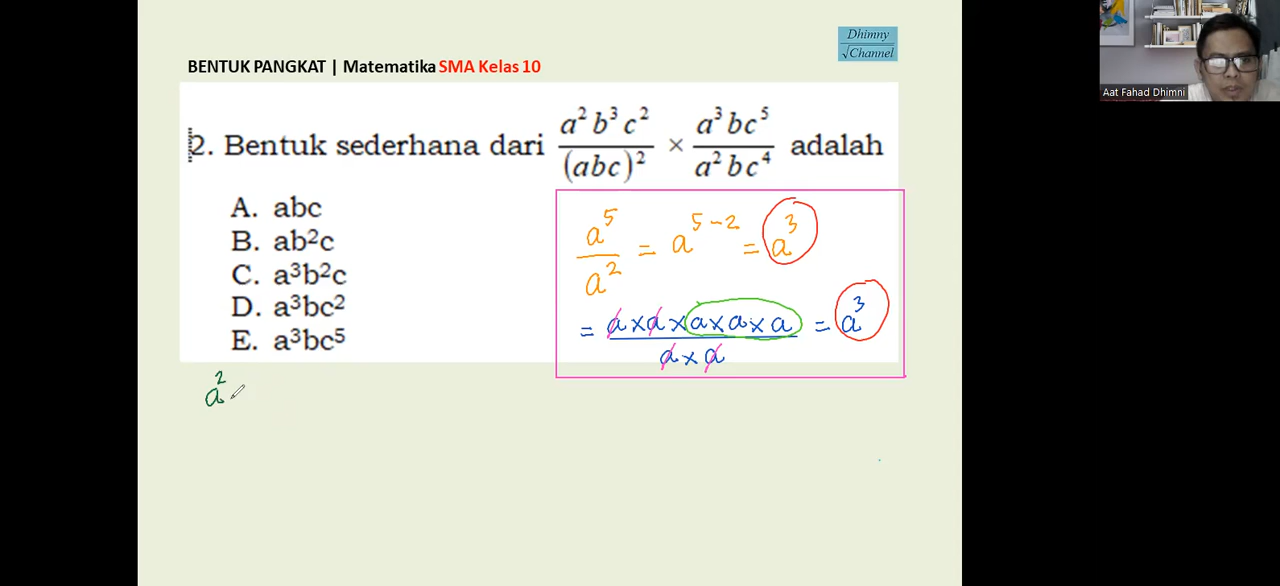 Dhimny
√Channel
BENTUK PANGKAT | Matematika SMA Kelas 10
Aat Fahad Dhimni
2. Bentuk sederhana dari a²b³c²/(abc)² × a³bc⁵/a²bc⁴ adalah
A. abc
B. ab²c
C. a³b²c
D. a³bc²
E. a³bc⁵
a⁵/a² = a⁵⁻² = a³
= a×a×a×a×a/a×a = a³
a²